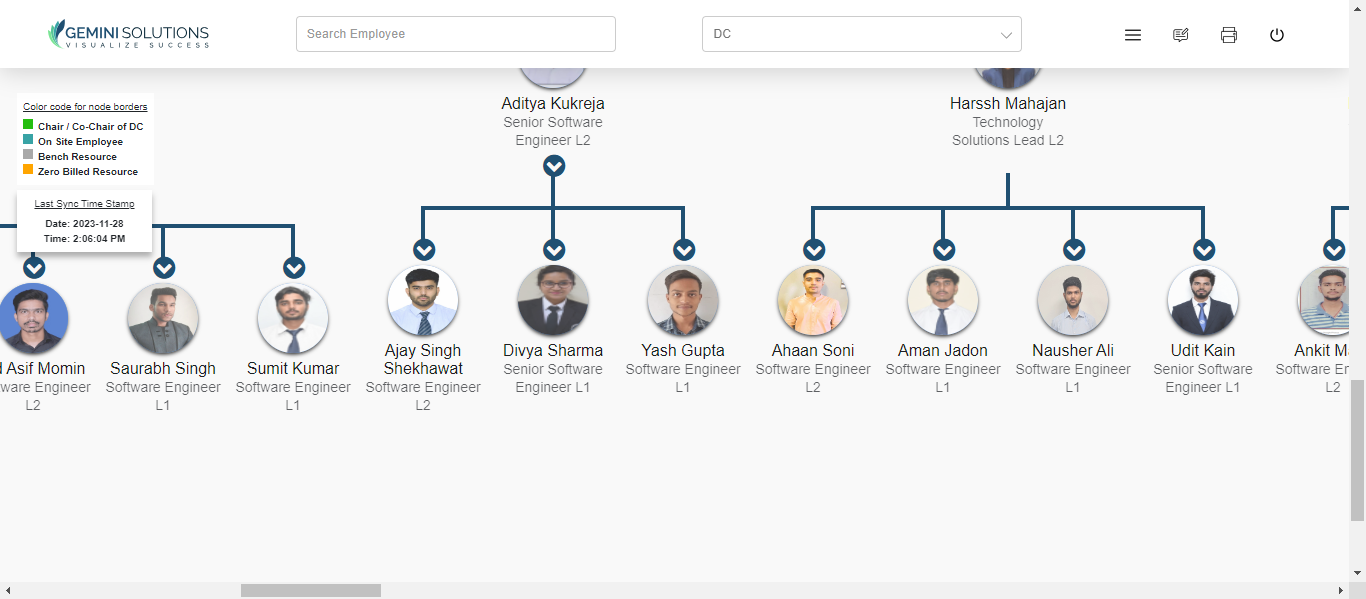 GEMINI SOLUTIONS
VISUALIZE SUCCESS
Search Employee
DC
Color code for node borders
Chair / Co-Chair of DC
On Site Employee
Bench Resource
Zero Billed Resource
Last Sync Time Stamp
Date: 2023-11-28
Time: 2:06:04 PM
Aditya Kukreja
Senior Software
Engineer L2
Harssh Mahajan
Technology
Solutions Lead L2
Asif Momin
Engineer
L2
Saurabh Singh
Software Engineer
L1
Sumit Kumar
Software Engineer
L1
Ajay Singh
Shekhawat
Software Engineer
L2
Divya Sharma
Senior Software
Engineer L1
Yash Gupta
Software Engineer
L1
Ahaan Soni
Software Engineer
L2
Aman Jadon
Software Engineer
L1
Nausher Ali
Software Engineer
L1
Udit Kain
Senior Software
Engineer L1
Ankit
Software
L2